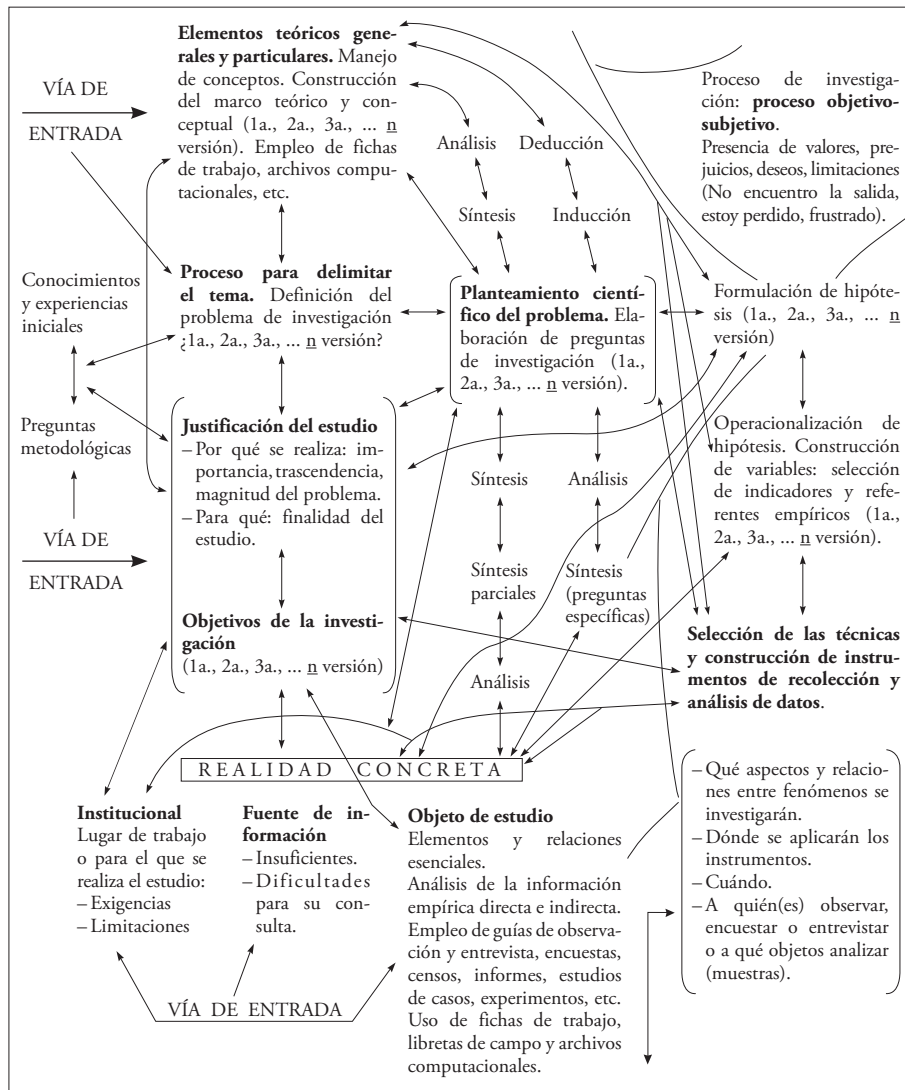 Elementos teóricos gene-
rales y particulares. Manejo
de conceptos. Construcción
del marco teórico y con-
ceptual (1a., 2a., 3a., ... n
versión). Empleo de fichas
de trabajo, archivos compu-
tacionales, etc.
VÍA DE
ENTRADA
Análisis
Deducción
Síntesis
Inducción
Proceso de investiga-
ción: proceso objetivo-
subjetivo.
Presencia de valores, pre-
juicios, deseos, limitaciones
(No encuentro la salida,
estoy perdido, frustrado).
Conocimientos
y experiencias
iniciales
Proceso para delimitar
el tema. Definición del
problema de investigación
¿1a., 2a., 3a., ... n versión?
Planteamiento cientí-
fico del problema. Ela-
boración de preguntas
de investigación (1a.,
2a., 3a., ... n versión).
Formulación de hipó-
tesis (1a., 2a., 3a., ... n
versión)
Preguntas
metodológicas
Justificación del estudio
– Por qué se realiza: im-
portancia, trascendencia,
magnitud del problema.
– Para qué: finalidad del
estudio.
Síntesis
Análisis
Operacionalización de
hipótesis. Construcción
de variables: selección
de indicadores y refe-
rentes empíricos (1a.,
2a., 3a., ... n versión).
VÍA DE
ENTRADA
Síntesis
parciales
Síntesis
(preguntas
específicas)
Objetivos de la investi-
gación
(1a., 2a., 3a., ... n versión)
Análisis
Selección de las técnicas
y construcción de instru-
mentos de recolección y
análisis de datos.
REALIDAD CONCRETA
Institucional
Lugar de trabajo
o para el que se
realiza el estudio:
– Exigencias
– Limitaciones
Fuente de in-
formación
– Insuficientes.
– Dificultades
para su con-
sulta.
Objeto de estudio
Elementos y relaciones
esenciales.
Análisis de la información
empírica directa e indirecta.
Empleo de guías de observa-
ción y entrevista, encuestas,
censos, informes, estudios
de casos, experimentos, etc.
Uso de fichas de trabajo,
libretas de campo y archivos
computacionales.
– Qué aspectos y relacio-
nes entre fenómenos se
investigarán.
– Dónde se aplicarán los
instrumentos.
– Cuándo.
– A quién(es) observar,
encuestar o entrevistar
o a qué objetos analizar
(muestras).
VÍA DE ENTRADA